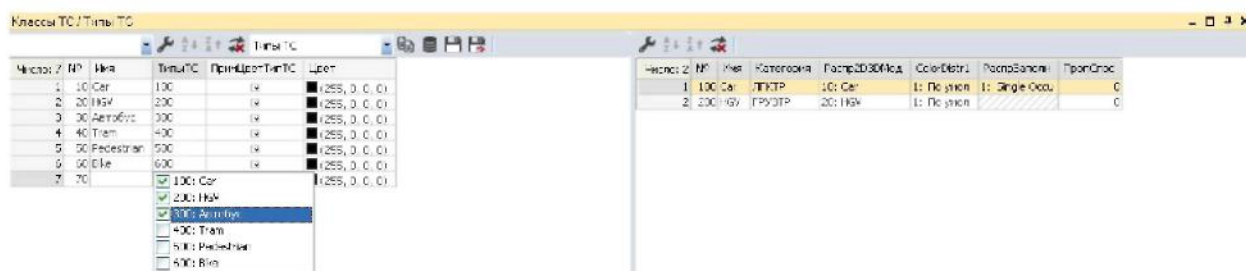 Классы ТС / Типы ТС
Типы ТС
Число: 7 № Имя ТипыТС ПримЦветТипТС Цвет
1 10 Car 100 (255, 0, 0, 0)
2 20 HGV 200 (255, 0, 0, 0)
3 30 Автобус 300 (255, 0, 0, 0)
4 40 Tram 400 (255, 0, 0, 0)
5 50 Pedestrian 500 (255, 0, 0, 0)
6 60 Bike 600 (255, 0, 0, 0)
7 70 (255, 0, 0, 0)
100: Car
200: HGV
300: Автобус
400: Tram
500: Pedestrian
600: Bike
Число: 2 № Имя Категория Распр2D3DМод ColorDistr1 РаспрЗаполн ПропСпос
1 100 Car ЛГКТР 10: Car 1: По умол 1: Single Occu 0
2 200 HGV ГРУЗТР 20: HGV 1: По умол 0